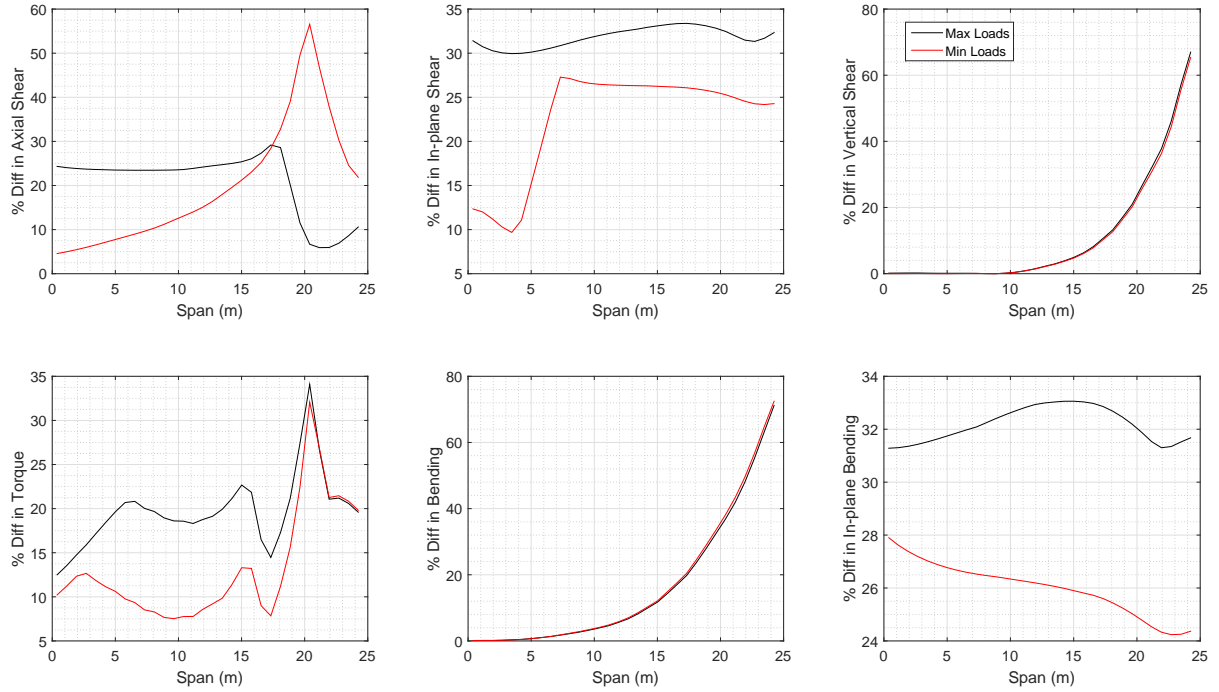 % Diff in Axial Shear
60
50
40
30
20
10
0
0 5 10 15 20 25
Span (m)
% Diff in In-plane Shear
35
30
25
20
15
10
5
0 5 10 15 20 25
Span (m)
% Diff in Vertical Shear
80
60
40
20
0
0 5 10 15 20 25
Span (m)
Max Loads
Min Loads
% Diff in Torque
35
30
25
20
15
10
5
0 5 10 15 20 25
Span (m)
% Diff in Bending
80
60
40
20
0
0 5 10 15 20 25
Span (m)
% Diff in In-plane Bending
34
32
30
28
26
24
0 5 10 15 20 25
Span (m)